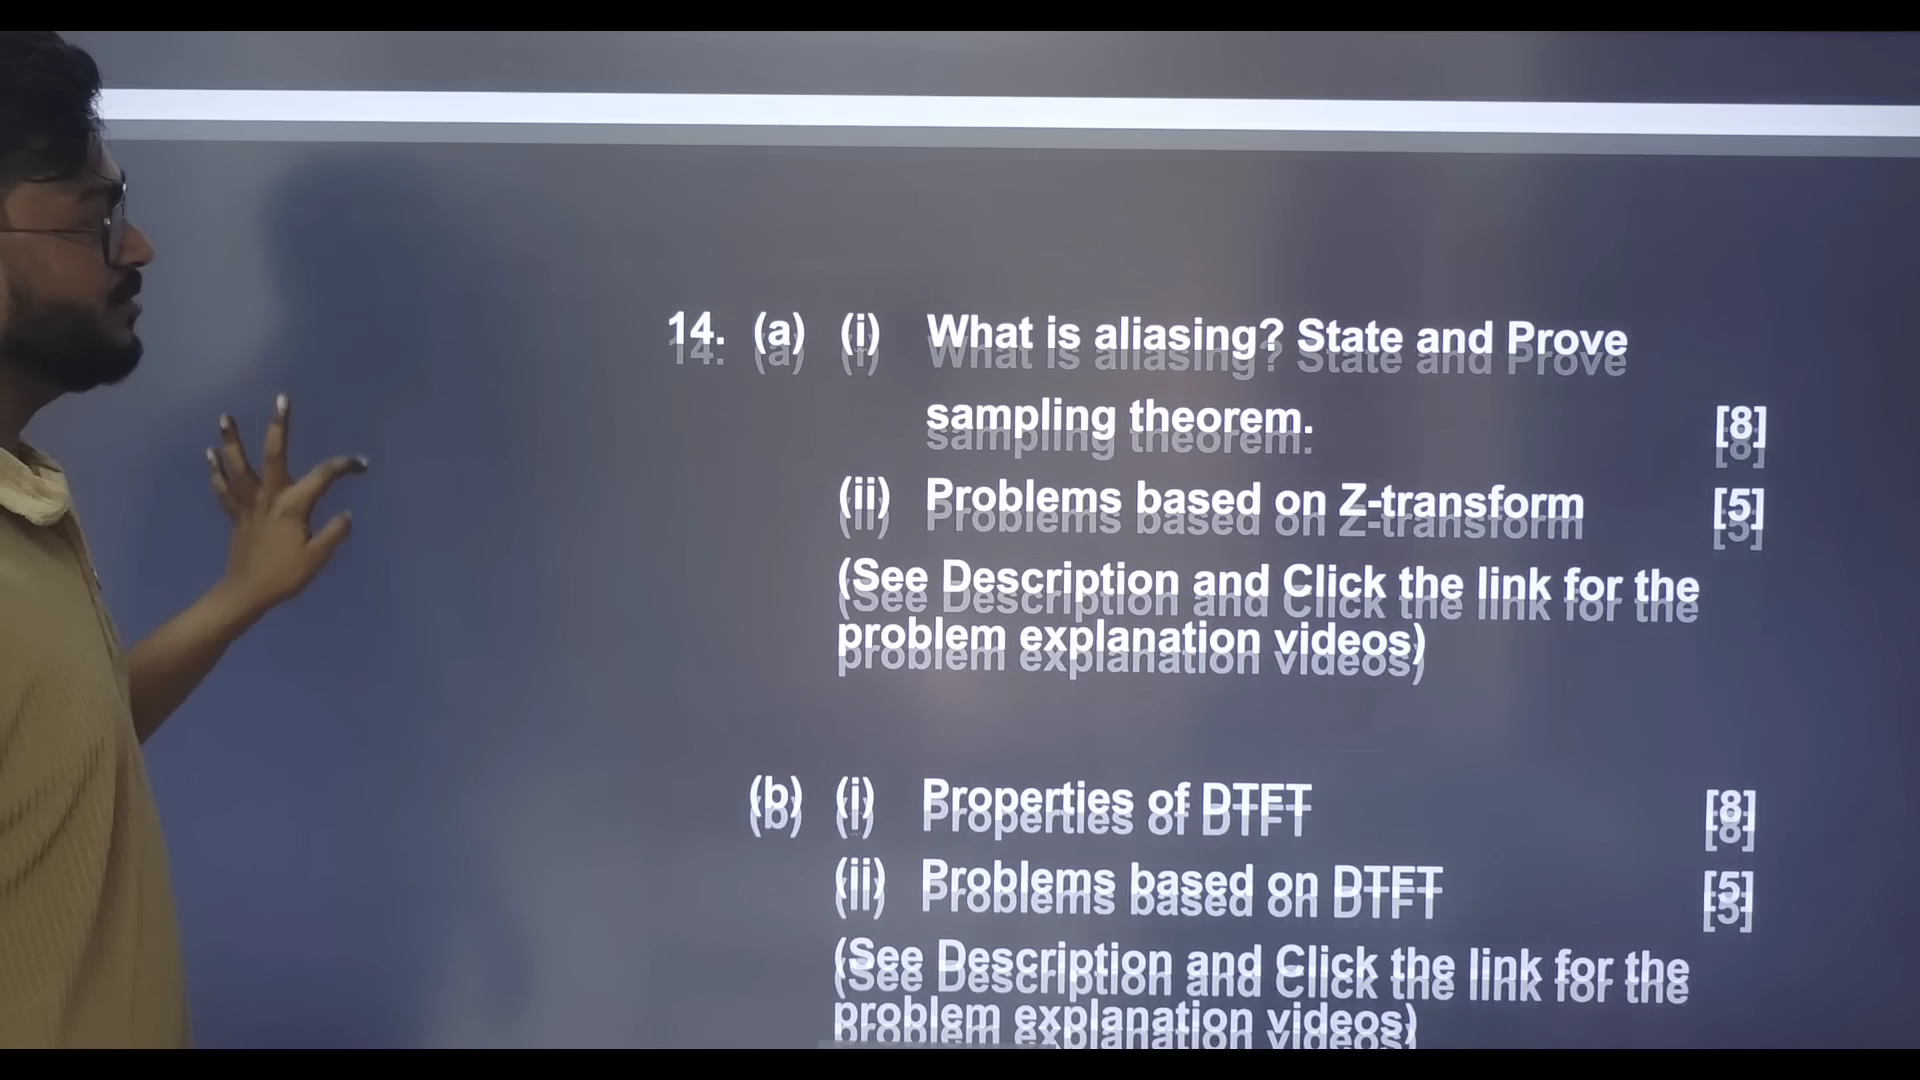 14. (a) (i) What is aliasing? State and Prove
sampling theorem. [8]
(ii) Problems based on Z-transform [5]
(See Description and Click the link for the
problem explanation videos)
(b) (i) Properties of DTFT [8]
(ii) Problems based on DTFT [5]
(See Description and Click the link for the
problem explanation videos)